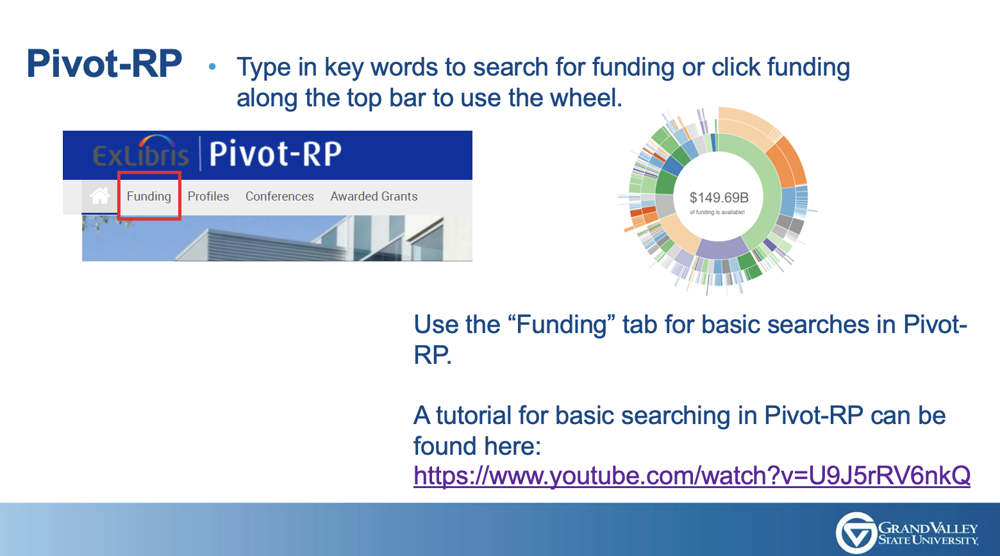 Pivot-RP
• Type in key words to search for funding or click funding
along the top bar to use the wheel.
ExLibris | Pivot-RP
Funding Profiles Conferences Awarded Grants
$149.69B
of funding is available!
Use the “Funding” tab for basic searches in Pivot-
RP.
A tutorial for basic searching in Pivot-RP can be
found here:
https://www.youtube.com/watch?v=U9J5rRV6nkQ
GRAND VALLEY
STATE UNIVERSITY